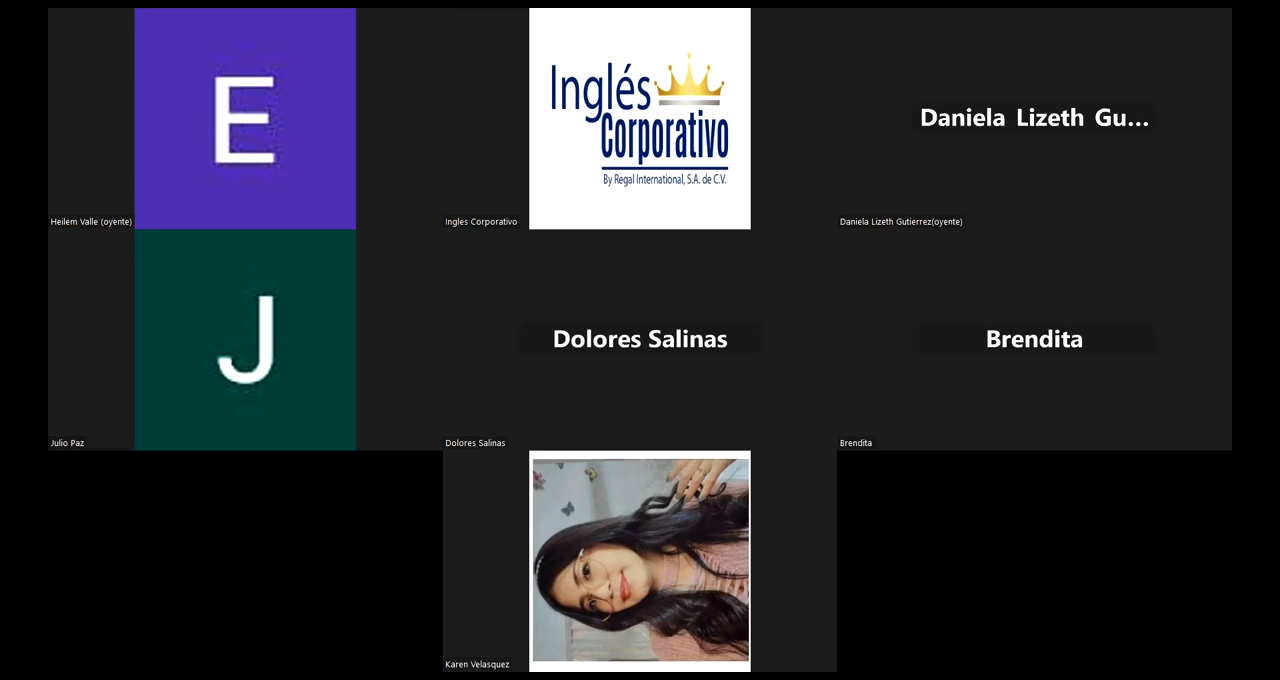 E
Heilem Valle (oyente)
Inglés
Corporativo
By Regal International, S.A. de C.V.
Ingles Corporativo
Daniela Lizeth Gu...
Daniela Lizeth Gutierrez(oyente)
J
Julio Paz
Dolores Salinas
Dolores Salinas
Brendita
Brendita
Karen Velasquez